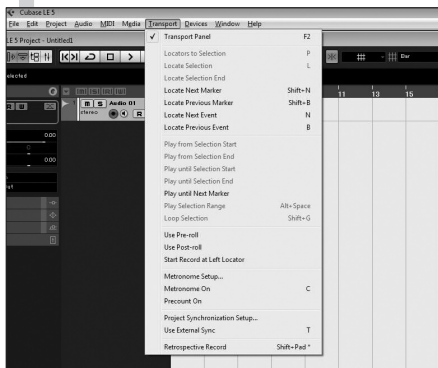 Cubase LE 5
File Edit Project Audio MIDI Media Transport Devices Window Help
LE 5 Project - Untitled1
Transport Panel F2
Locators to Selection P
Locate Selection L
Locate Selection End
Locate Next Marker Shift+N
Locate Previous Marker Shift+B
Locate Next Event N
Locate Previous Event B
Play from Selection Start
Play from Selection End
Play until Selection Start
Play until Selection End
Play until Next Marker
Play Selection Range Alt+Space
Loop Selection Shift+G
Use Pre-roll
Use Post-roll
Start Record at Left Locator
Metronome Setup...
Metronome On C
Precount On
Project Synchronization Setup...
Use External Sync T
Retrospective Record Shift+Pad *
Bar
11 13 15
1 M S Audio 01
stereo R
0.00
0.00